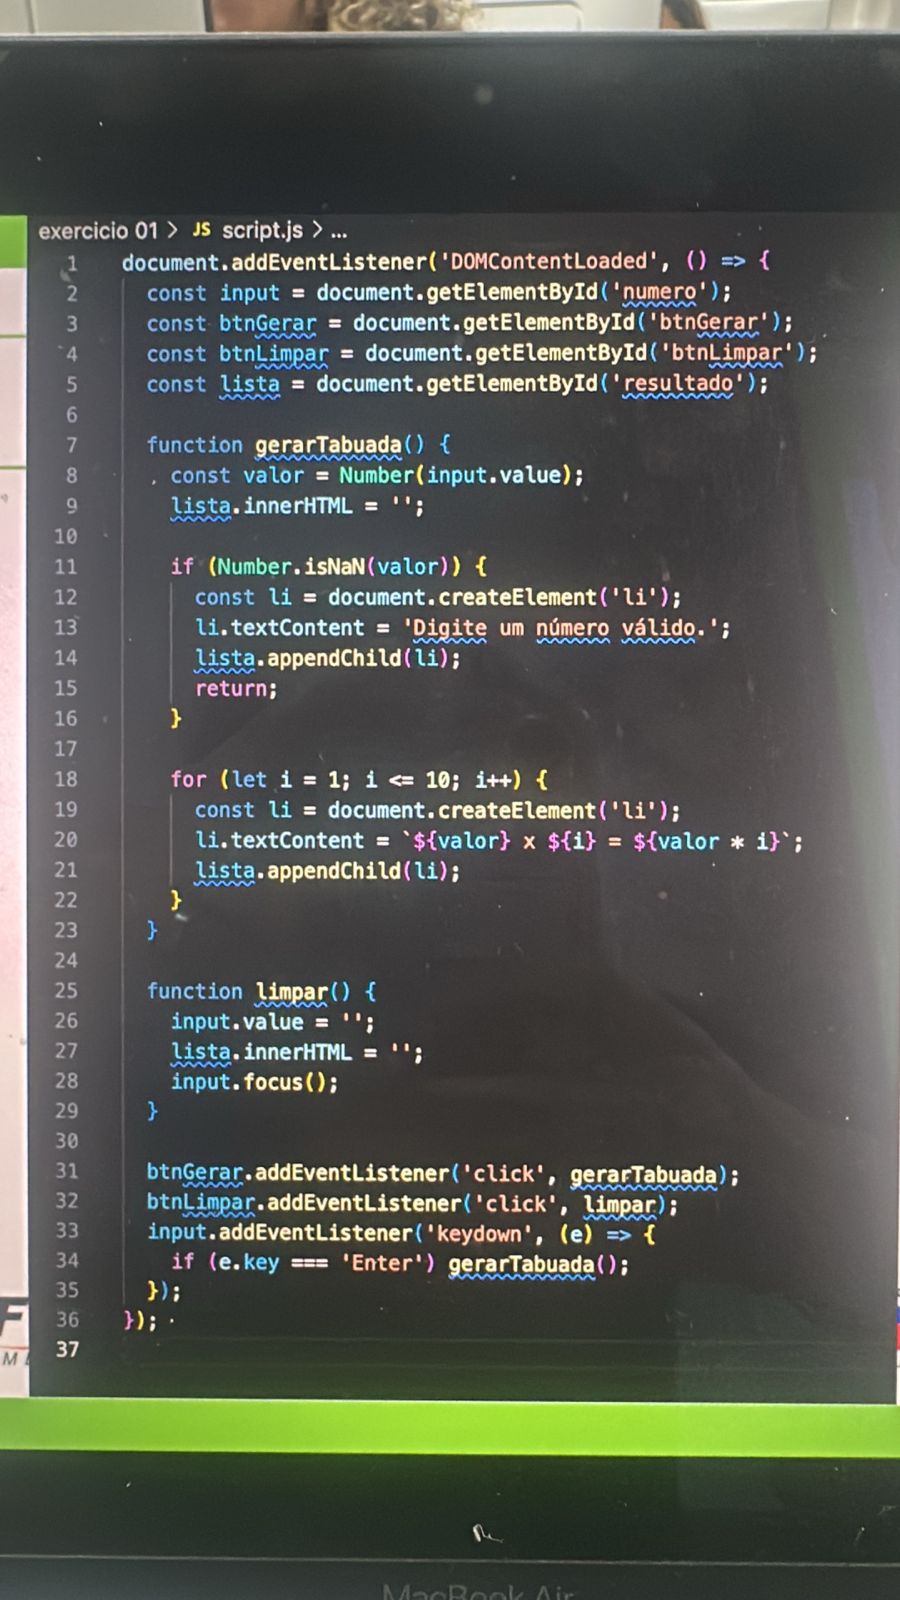 exercicio 01 > JS script.js > ...
1 document.addEventListener('DOMContentLoaded', () => {
2   const input = document.getElementById('numero');
3   const btnGerar = document.getElementById('btnGerar');
4   const btnLimpar = document.getElementById('btnLimpar');
5   const lista = document.getElementById('resultado');
6
7   function gerarTabuada() {
8     const valor = Number(input.value);
9     lista.innerHTML = '';
10
11     if (Number.isNaN(valor)) {
12       const li = document.createElement('li');
13       li.textContent = 'Digite um número válido.';
14       lista.appendChild(li);
15       return;
16     }
17
18     for (let i = 1; i <= 10; i++) {
19       const li = document.createElement('li');
20       li.textContent = `${valor} x ${i} = ${valor * i}`;
21       lista.appendChild(li);
22     }
23   }
24
25   function limpar() {
26     input.value = '';
27     lista.innerHTML = '';
28     input.focus();
29   }
30
31   btnGerar.addEventListener('click', gerarTabuada);
32   btnLimpar.addEventListener('click', limpar);
33   input.addEventListener('keydown', (e) => {
34     if (e.key === 'Enter') gerarTabuada();
35   });
36 });
37
MacBook Air